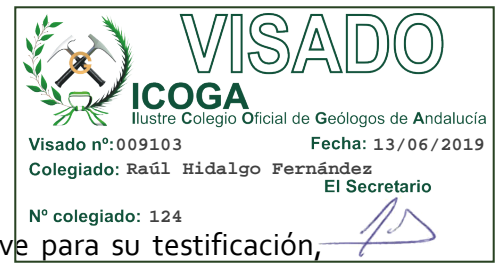 VISADO
ICOGA
Ilustre Colegio Oficial de Geólogos de Andalucía
Visado nº:009103 Fecha: 13/06/2019
Colegiado: Raúl Hidalgo Fernández
El Secretario
Nº colegiado: 124
ve para su testificación,